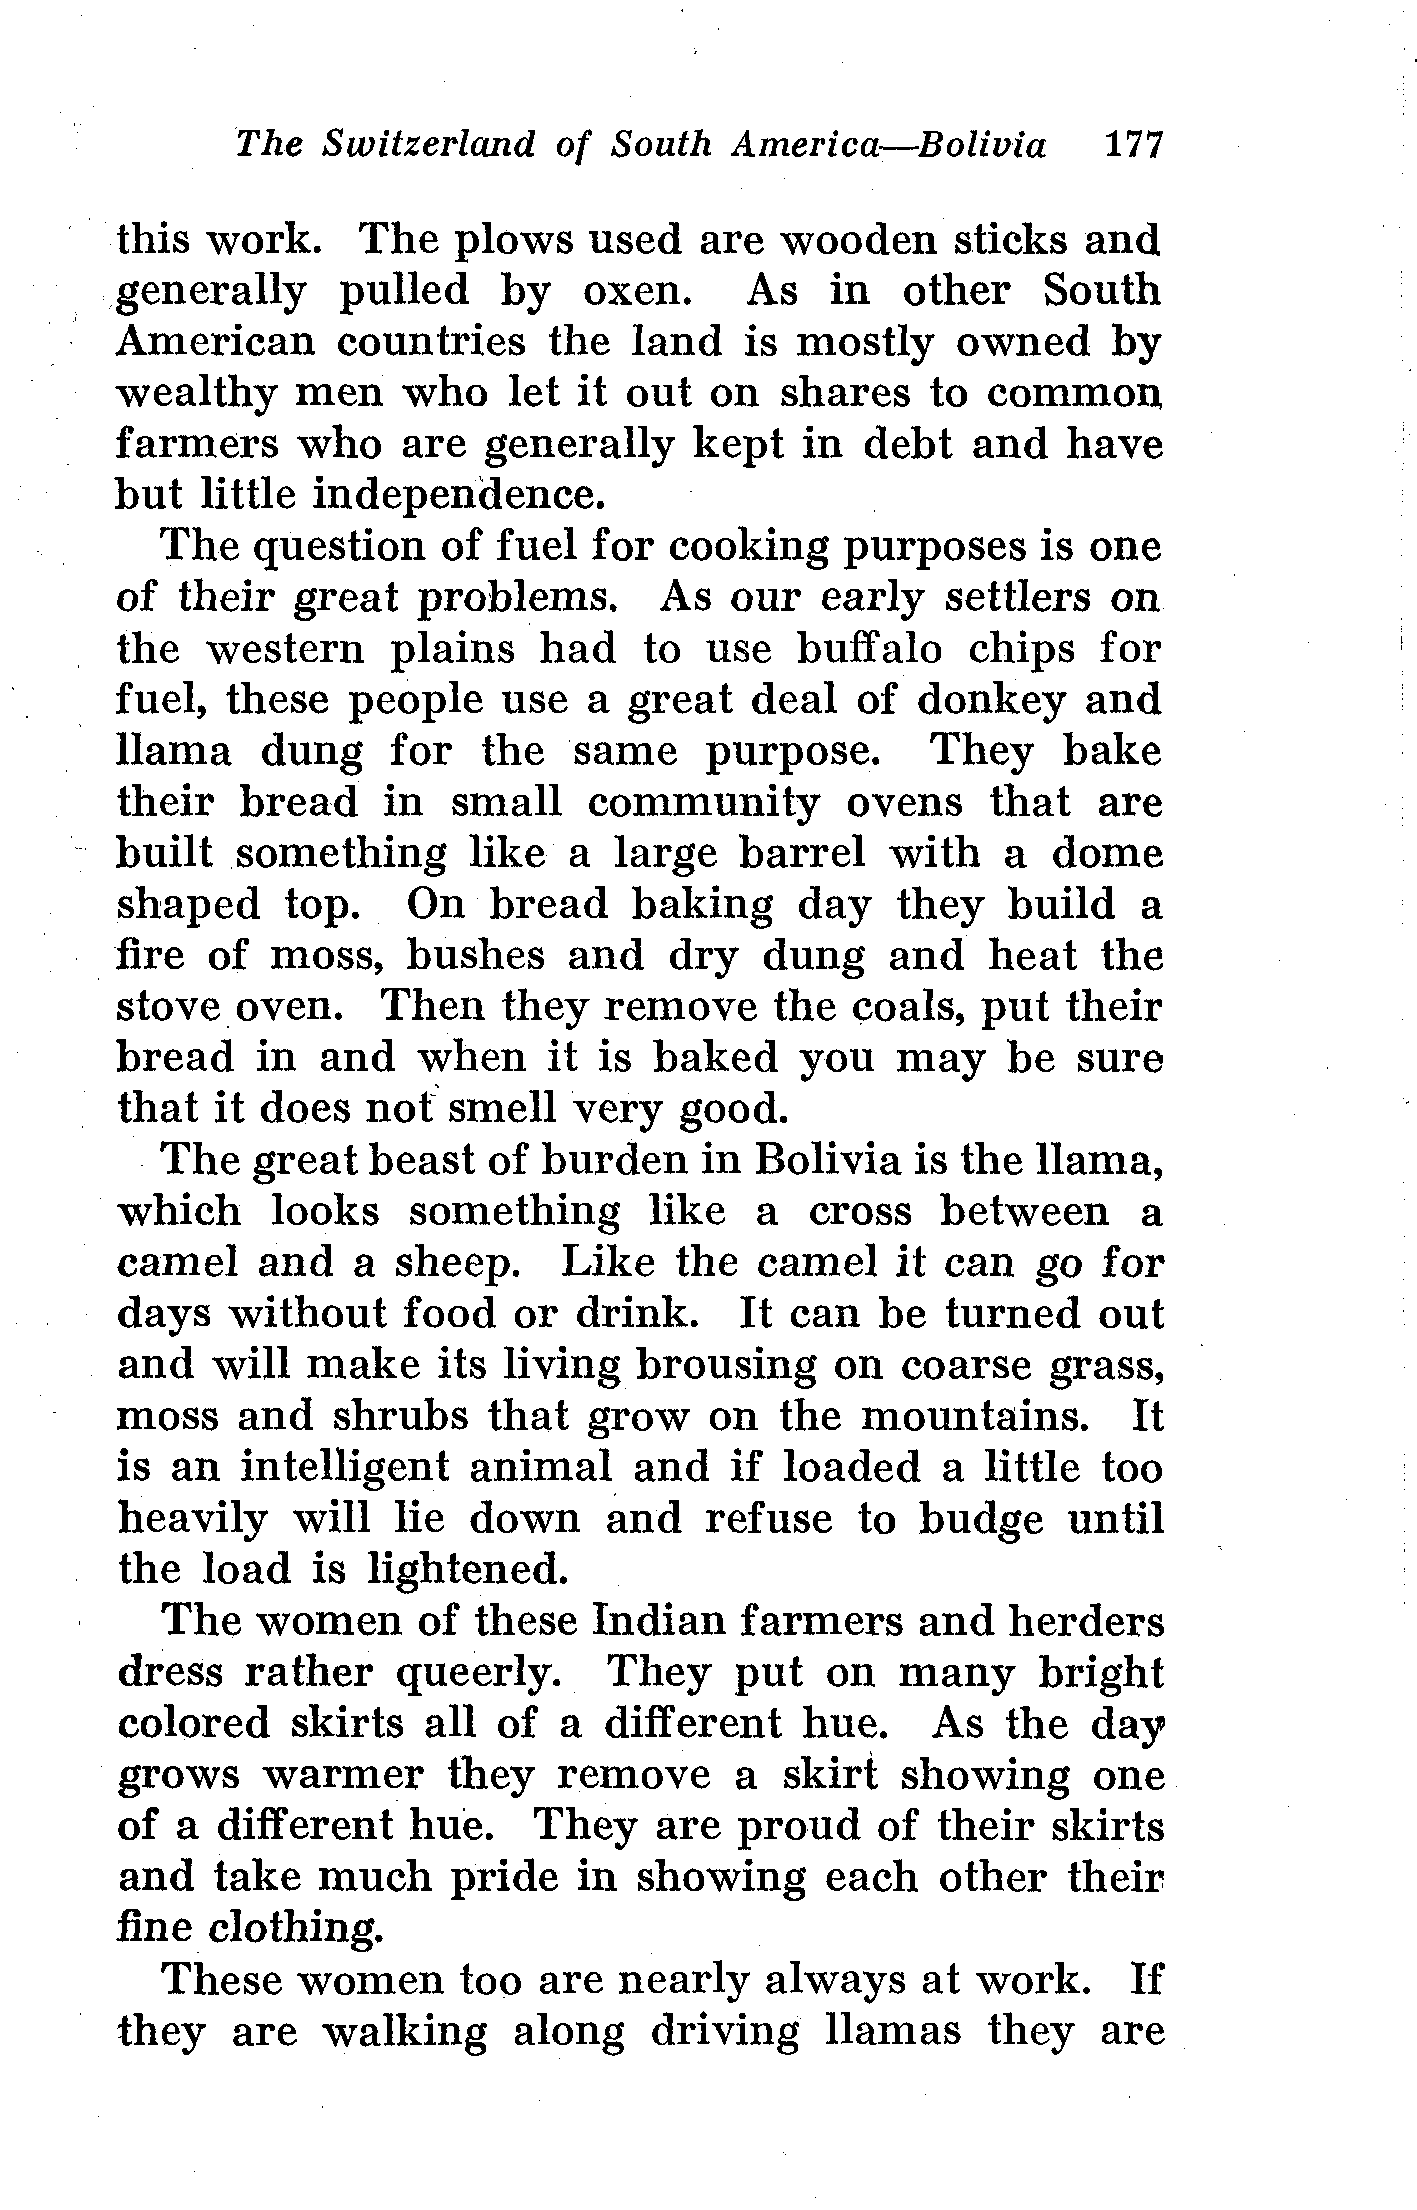 The Switzerland of South America—Bolivia 177
this work. The plows used are wooden sticks and
generally pulled by oxen. As in other South
American countries the land is mostly owned by
wealthy men who let it out on shares to common
farmers who are generally kept in debt and have
but little independence.
The question of fuel for cooking purposes is one
of their great problems. As our early settlers on
the western plains had to use buffalo chips for
fuel, these people use a great deal of donkey and
llama dung for the same purpose. They bake
their bread in small community ovens that are
built something like a large barrel with a dome
shaped top. On bread baking day they build a
fire of moss, bushes and dry dung and heat the
stove oven. Then they remove the coals, put their
bread in and when it is baked you may be sure
that it does not smell very good.
The great beast of burden in Bolivia is the llama,
which looks something like a cross between a
camel and a sheep. Like the camel it can go for
days without food or drink. It can be turned out
and will make its living brousing on coarse grass,
moss and shrubs that grow on the mountains. It
is an intelligent animal and if loaded a little too
heavily will lie down and refuse to budge until
the load is lightened.
The women of these Indian farmers and herders
dress rather queerly. They put on many bright
colored skirts all of a different hue. As the day
grows warmer they remove a skirt showing one
of a different hue. They are proud of their skirts
and take much pride in showing each other their
fine clothing.
These women too are nearly always at work. If
they are walking along driving llamas they are